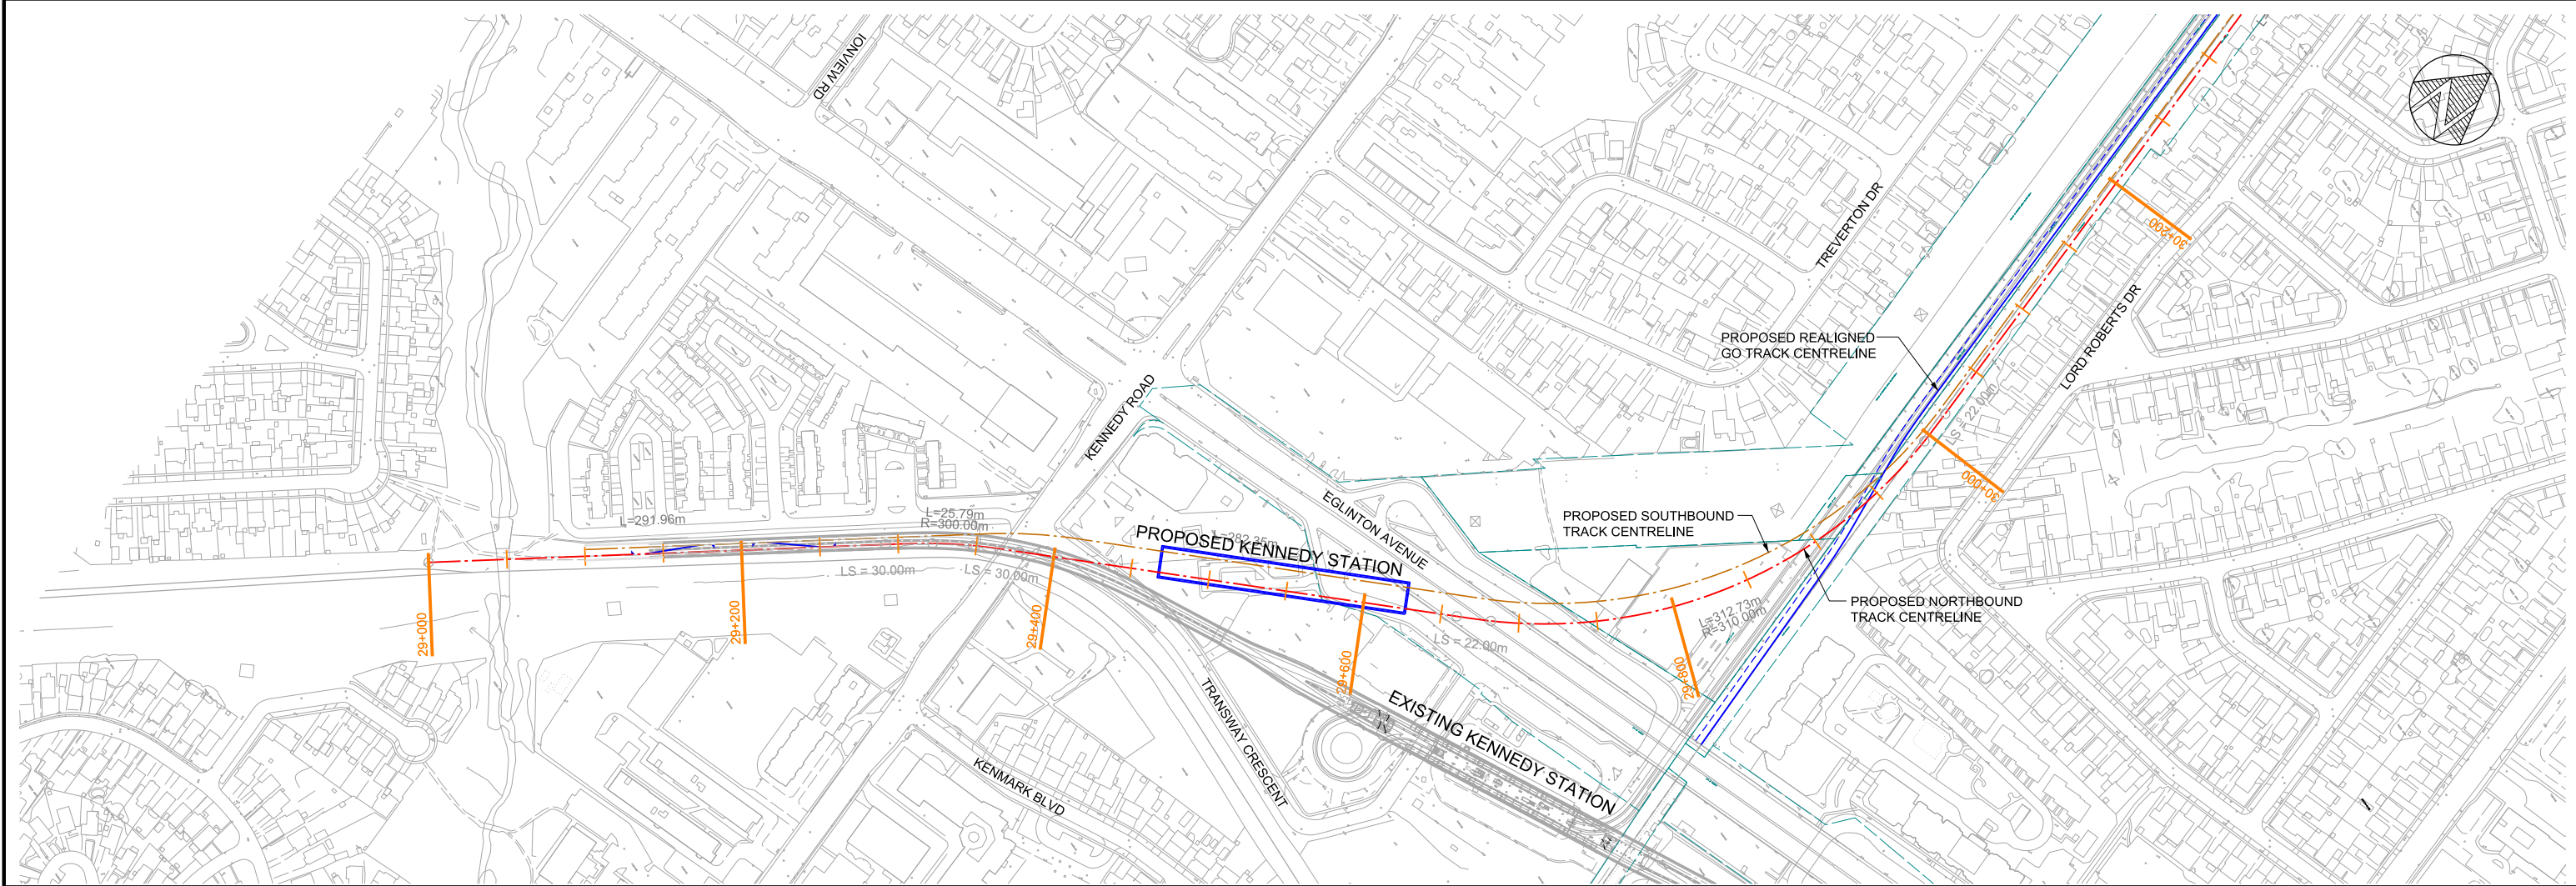 IONVIEW RD
TREVERTON DR
30+200
LORD ROBERTS DR
PROPOSED REALIGNED
GO TRACK CENTRELINE
KENNEDY ROAD
LS = 22.00m
30+000
EGLINTON AVENUE
PROPOSED SOUTHBOUND
TRACK CENTRELINE
L=291.96m
L=25.79m
R=300.00m
PROPOSED KENNEDY STATION
LS = 30.00m
LS = 30.00m
L=312.73m
R=310.00m
PROPOSED NORTHBOUND
TRACK CENTRELINE
29+000
29+200
29+400
LS = 22.00m
29+600
29+800
TRANSWAY CRESCENT
EXISTING KENNEDY STATION
KENMARK BLVD